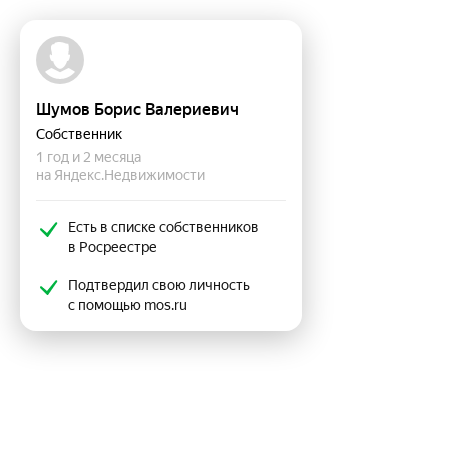 Шумов Борис Валериевич
Собственник
1 год и 2 месяца
на Яндекс.Недвижимости
Есть в списке собственников
в Росреестре
Подтвердил свою личность
с помощью mos.ru